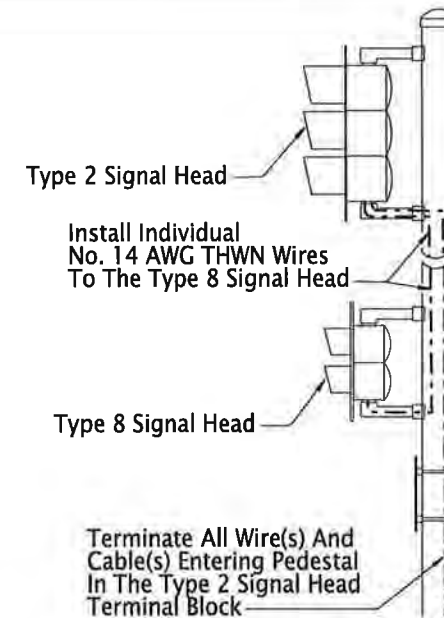 Type 2 Signal Head
Install Individual
No. 14 AWG THWN Wires
To The Type 8 Signal Head
Type 8 Signal Head
Terminate All Wire(s) And
Cable(s) Entering Pedestal
In The Type 2 Signal Head
Terminal Block